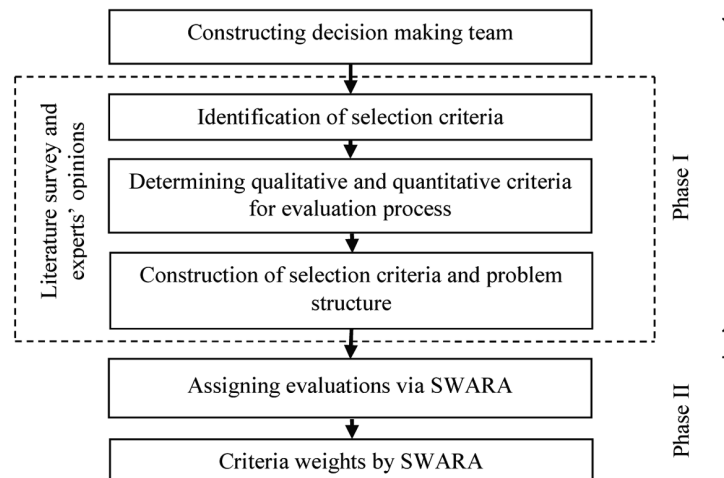 Constructing decision making team
Identification of selection criteria
Determining qualitative and quantitative criteria
for evaluation process
Construction of selection criteria and problem
structure
Literature survey and
experts’ opinions
Phase I
Assigning evaluations via SWARA
Criteria weights by SWARA
Phase II